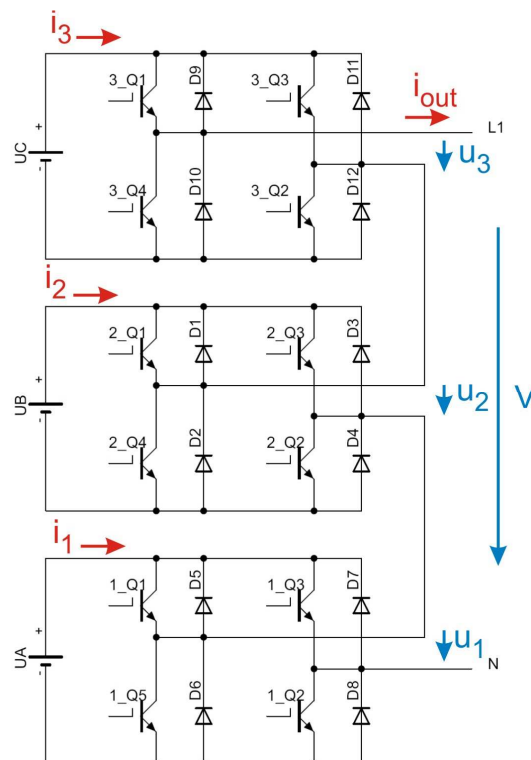 i3
3_Q1
D9
3_Q3
D11
iout
L1
+
UC
-
u3
3_Q4
D10
3_Q2
D12
i2
2_Q1
D1
2_Q3
D3
+
UB
-
u2
V
2_Q4
D2
2_Q2
D4
i1
1_Q1
D5
1_Q3
D7
+
UA
-
u1
N
1_Q5
D6
1_Q2
D8